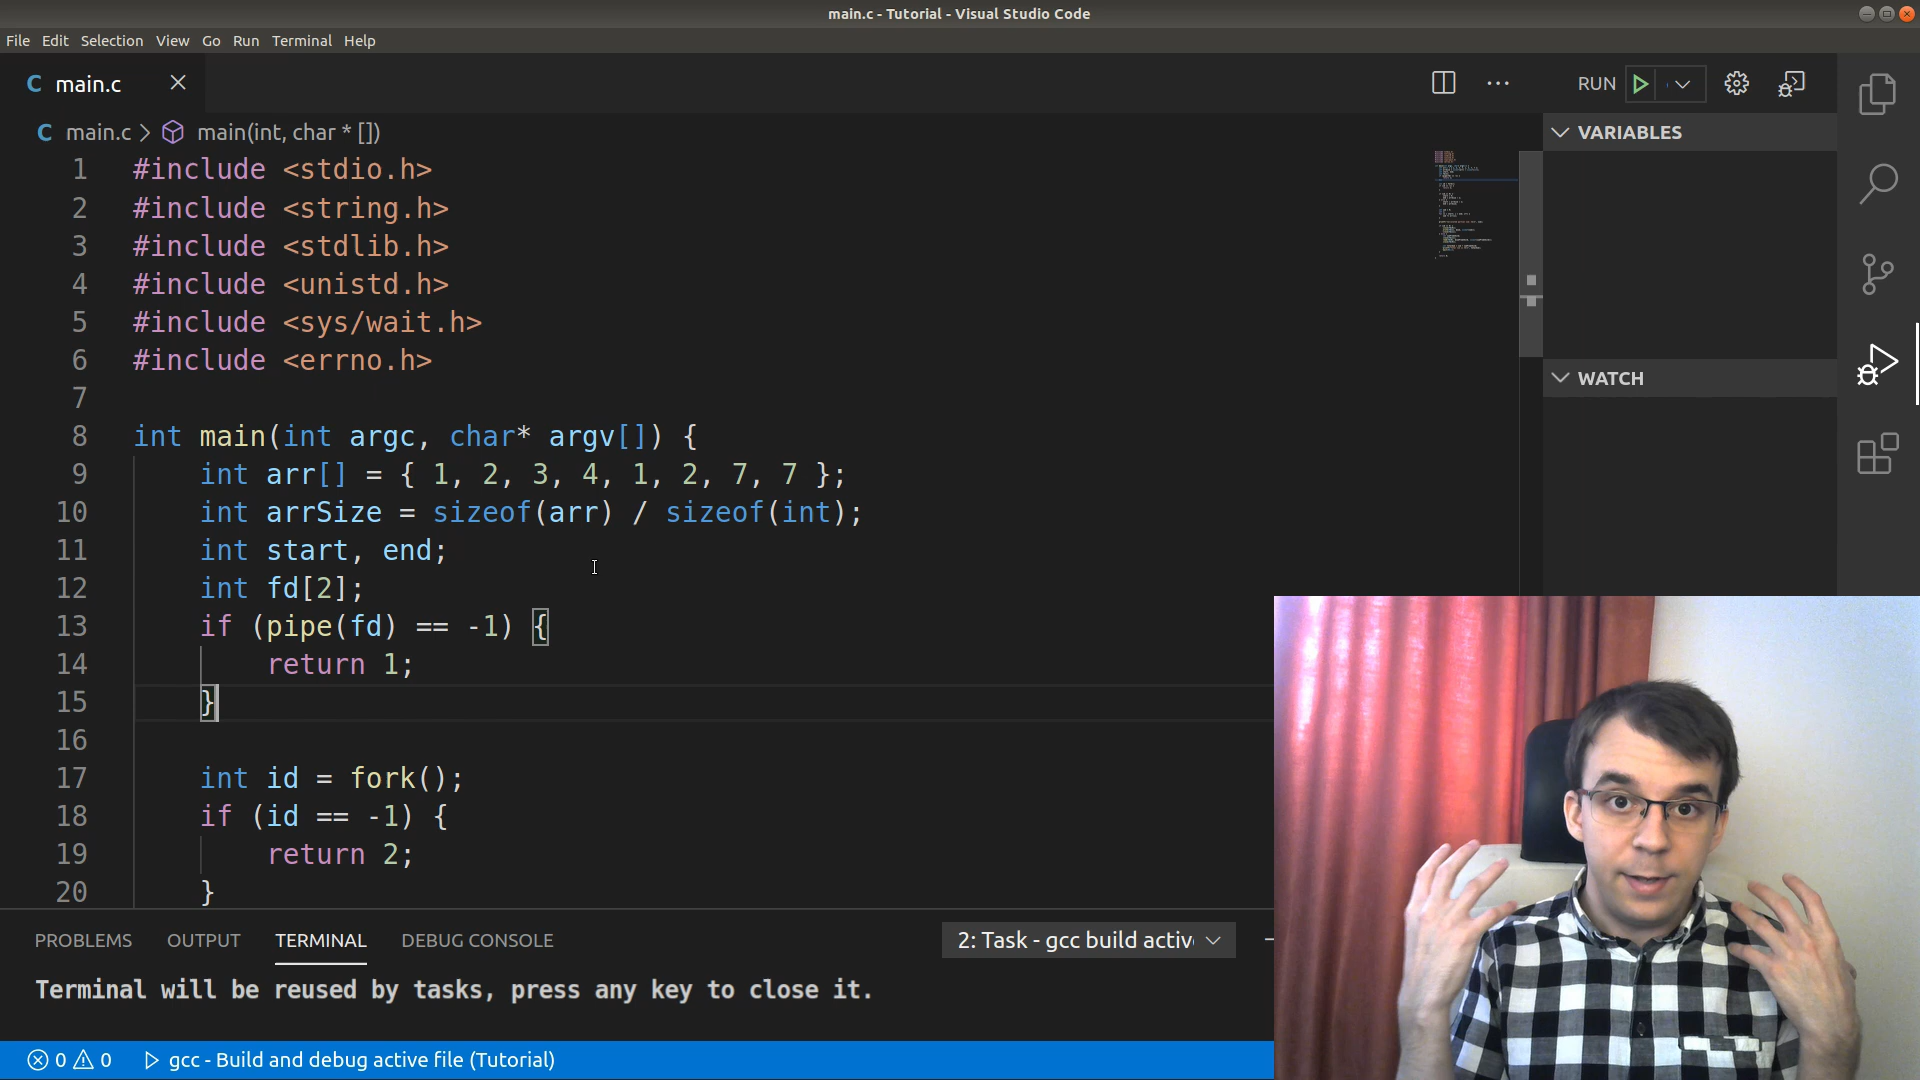 main.c - Tutorial - Visual Studio Code
File Edit Selection View Go Run Terminal Help
C main.c
RUN
C main.c > main(int, char * [])
VARIABLES
WATCH
1 #include <stdio.h>
2 #include <string.h>
3 #include <stdlib.h>
4 #include <unistd.h>
5 #include <sys/wait.h>
6 #include <errno.h>
7
8 int main(int argc, char* argv[]) {
9 int arr[] = { 1, 2, 3, 4, 1, 2, 7, 7 };
10 int arrSize = sizeof(arr) / sizeof(int);
11 int start, end;
12 int fd[2];
13 if (pipe(fd) == -1) {
14 return 1;
15 }
16
17 int id = fork();
18 if (id == -1) {
19 return 2;
20 }
PROBLEMS OUTPUT TERMINAL DEBUG CONSOLE 2: Task - gcc build activ
Terminal will be reused by tasks, press any key to close it.
0 0 gcc - Build and debug active file (Tutorial)